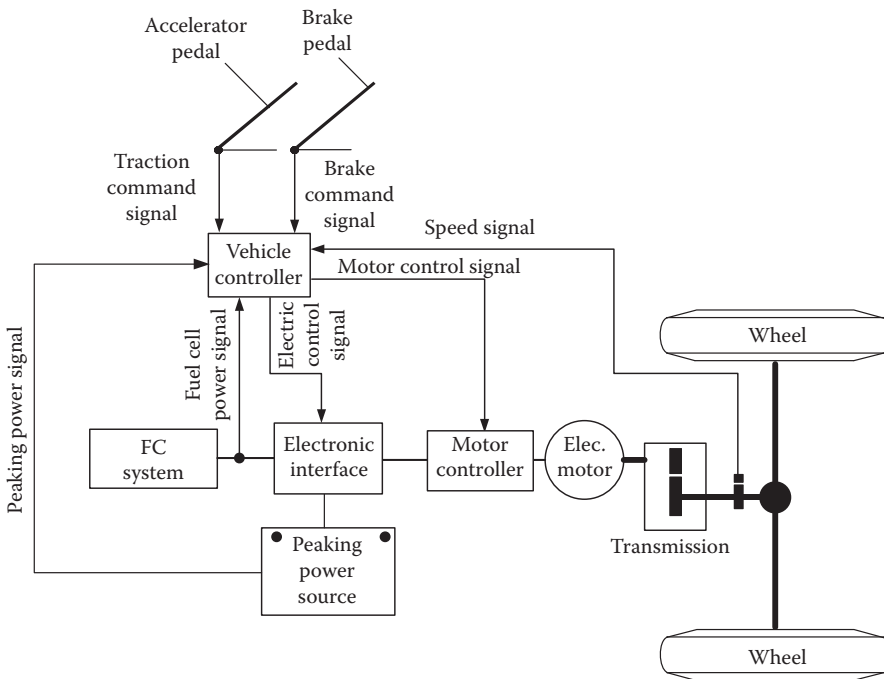 Accelerator
pedal
Brake
pedal
Traction
command
signal
Brake
command
signal
Speed signal
Vehicle
controller
Motor control signal
Peaking power signal
Fuel cell
power signal
Electric
control
signal
Wheel
FC
system
Electronic
interface
Motor
controller
Elec.
motor
Transmission
Peaking
power
source
Wheel